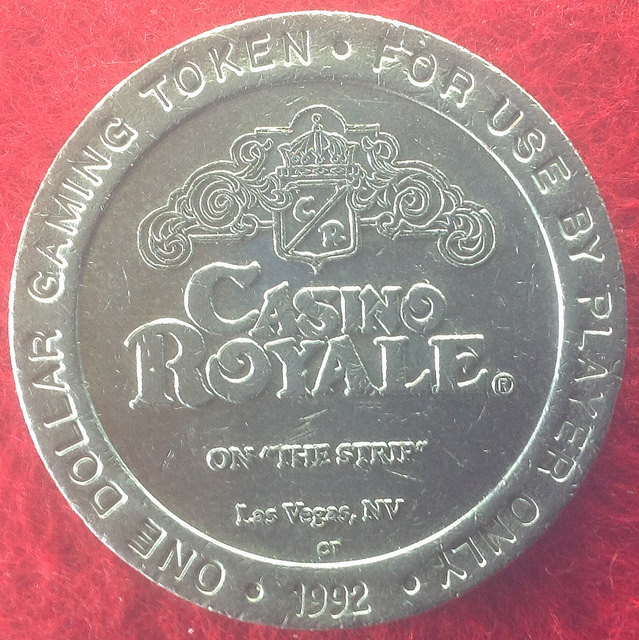 ONE DOLLAR GAMING TOKEN • FOR USE BY PLAYER ONLY •
C
R.
CASINO
ROYALE®
ON "THE STRIP"
Las Vegas, NV
cr
• 1992